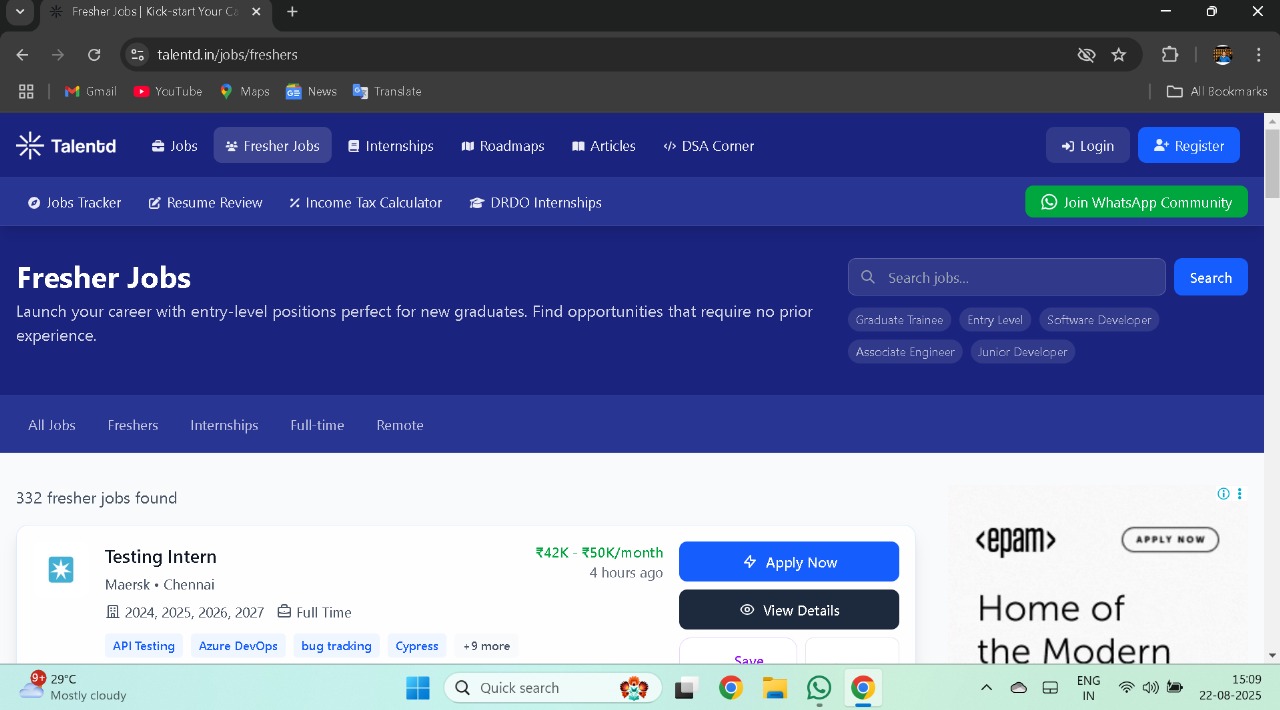 Fresher Jobs | Kick-start Your Ca
talentd.in/jobs/freshers
Gmail YouTube Maps News Translate All Bookmarks
Talentd Jobs Fresher Jobs Internships Roadmaps Articles </> DSA Corner Login Register
Jobs Tracker Resume Review Income Tax Calculator DRDO Internships Join WhatsApp Community
Fresher Jobs
Launch your career with entry-level positions perfect for new graduates. Find opportunities that require no prior
experience.
Search jobs... Search
Graduate Trainee Entry Level Software Developer
Associate Engineer Junior Developer
All Jobs Freshers Internships Full-time Remote
332 fresher jobs found
Testing Intern
Maersk • Chennai
2024, 2025, 2026, 2027 Full Time
API Testing Azure DevOps bug tracking Cypress +9 more
₹42K - ₹50K/month
4 hours ago
Apply Now
View Details
Save
<epam> APPLY NOW
Home of
the Modern
9+ 29°C
Mostly cloudy
Quick search
ENG
IN
15:09
22-08-2025